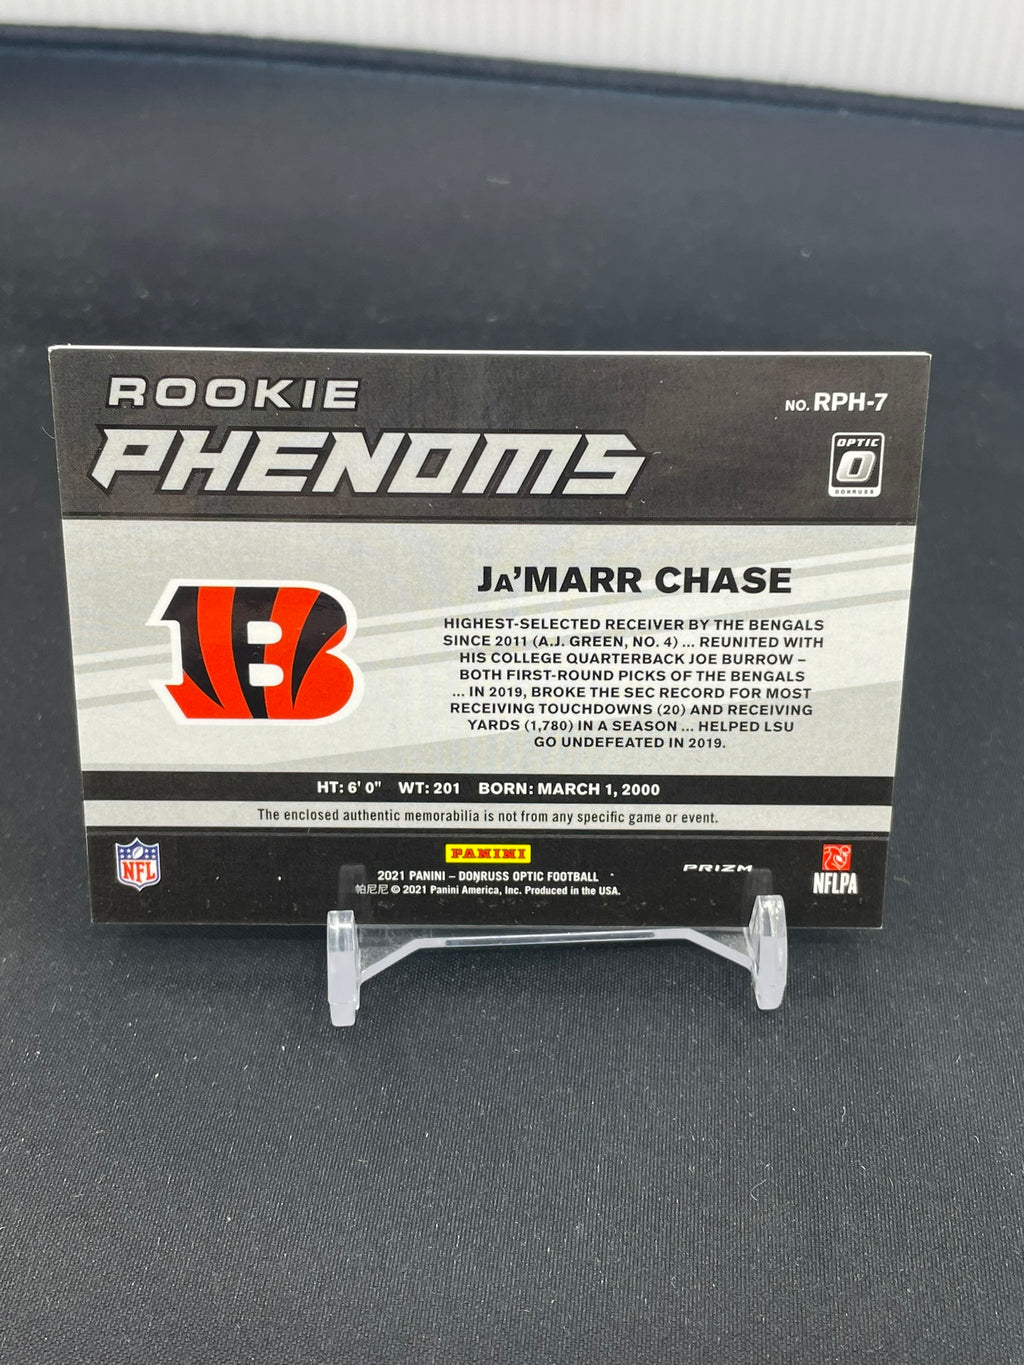 ROOKIE
PHENOMS
NO. RPH-7
OPTIC
O
DONRUSS
B
JA'MARR CHASE
HIGHEST-SELECTED RECEIVER BY THE BENGALS
SINCE 2011 (A.J. GREEN, NO. 4) ... REUNITED WITH
HIS COLLEGE QUARTERBACK JOE BURROW –
BOTH FIRST-ROUND PICKS OF THE BENGALS
... IN 2019, BROKE THE SEC RECORD FOR MOST
RECEIVING TOUCHDOWNS (20) AND RECEIVING
YARDS (1,780) IN A SEASON ... HELPED LSU
GO UNDEFEATED IN 2019.
HT: 6' 0" WT: 201 BORN: MARCH 1, 2000
The enclosed authentic memorabilia is not from any specific game or event.
NFL
PANINI
2021 PANINI – DONRUSS OPTIC FOOTBALL
帕尼尼 © 2021 Panini America, Inc. Produced in the USA.
PRIZM
NFLPA